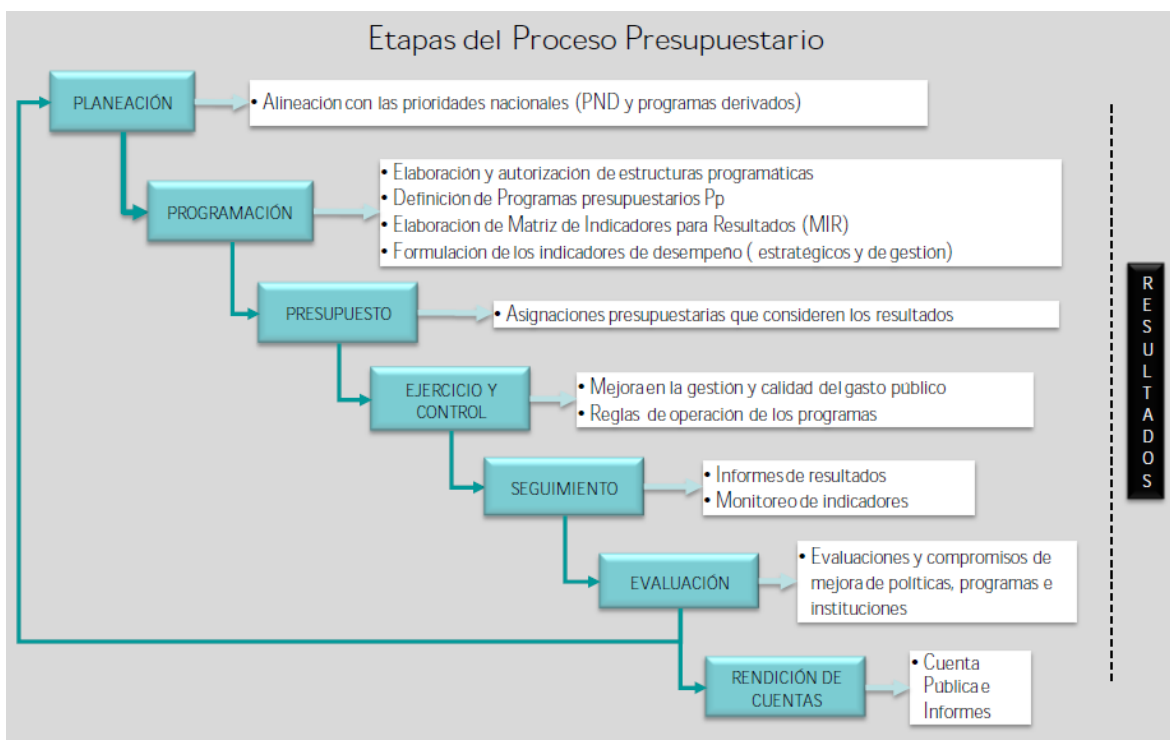 Etapas del Proceso Presupuestario
PLANEACIÓN
• Alineación con las prioridades nacionales (PND y programas derivados)
PROGRAMACIÓN
• Elaboración y autorización de estructuras programáticas
• Definición de Programas presupuestarios Pp
• Elaboración de Matriz de Indicadores para Resultados (MIR)
• Formulación de los indicadores de desempeño ( estratégicos y de gestión)
PRESUPUESTO
• Asignaciones presupuestarias que consideren los resultados
EJERCICIO Y
CONTROL
• Mejora en la gestión y calidad del gasto público
• Reglas de operación de los programas
SEGUIMIENTO
• Informes de resultados
• Monitoreo de indicadores
EVALUACIÓN
• Evaluaciones y compromisos de
mejora de políticas, programas e
instituciones
RENDICIÓN DE
CUENTAS
• Cuenta
Pública e
Informes
RESULTADOS